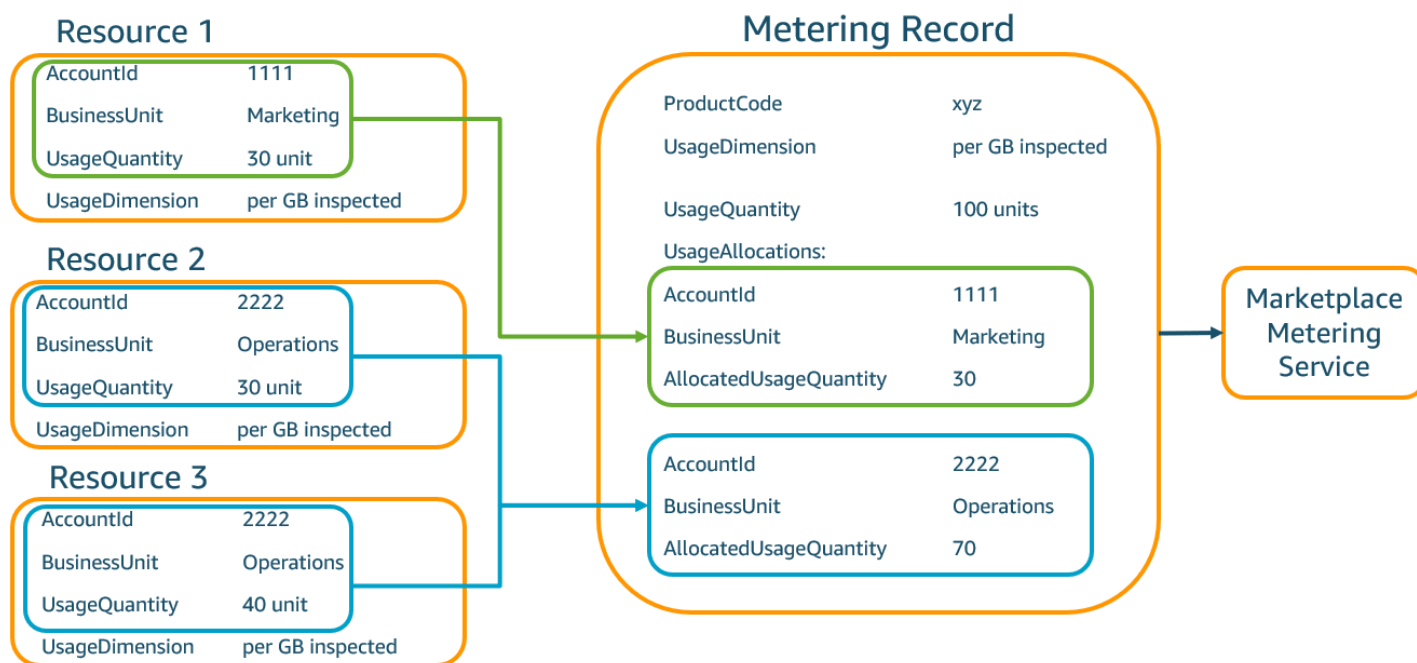 Resource 1
AccountId 1111
BusinessUnit Marketing
UsageQuantity 30 unit
UsageDimension per GB inspected
Resource 2
AccountId 2222
BusinessUnit Operations
UsageQuantity 30 unit
UsageDimension per GB inspected
Resource 3
AccountId 2222
BusinessUnit Operations
UsageQuantity 40 unit
UsageDimension per GB inspected
Metering Record
ProductCode xyz
UsageDimension per GB inspected
UsageQuantity 100 units
UsageAllocations:
AccountId 1111
BusinessUnit Marketing
AllocatedUsageQuantity 30
AccountId 2222
BusinessUnit Operations
AllocatedUsageQuantity 70
Marketplace
Metering
Service